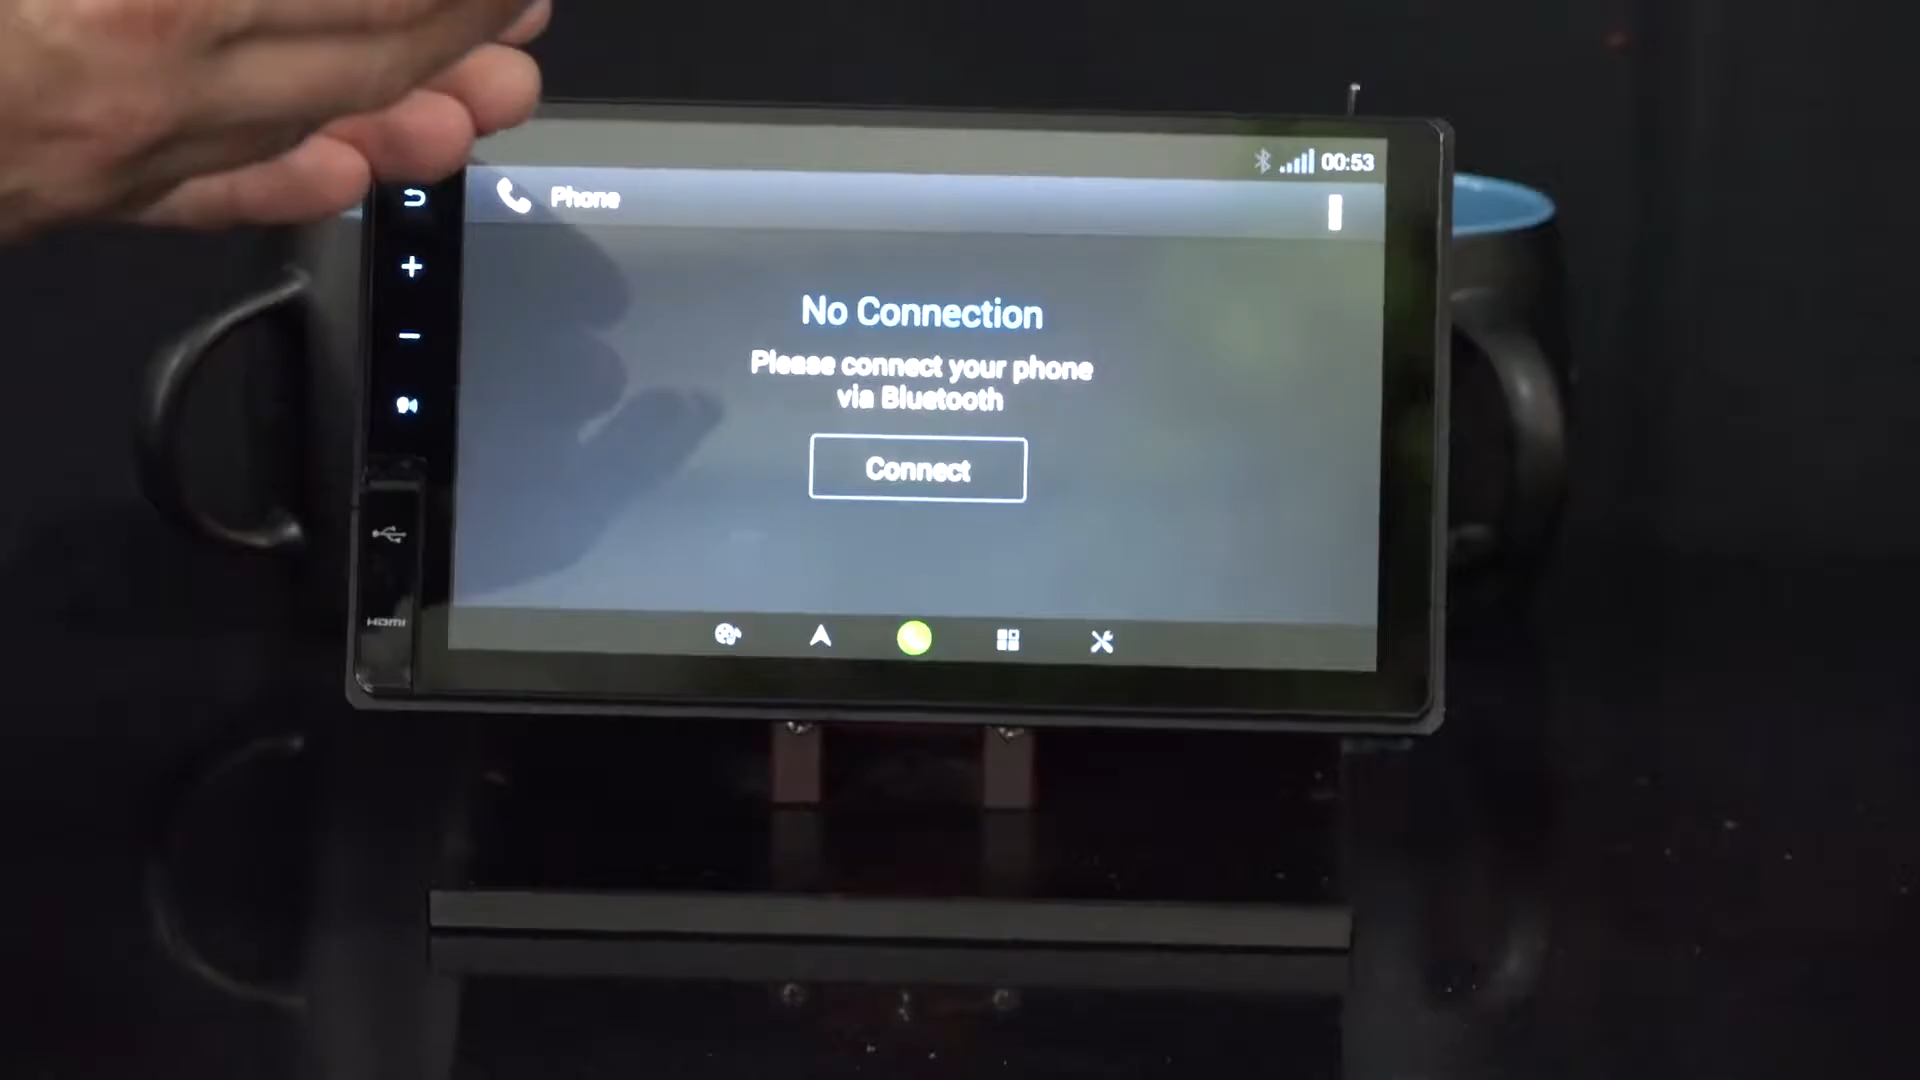 00:53
Phone
No Connection
Please connect your phone
via Bluetooth
Connect
HDMI